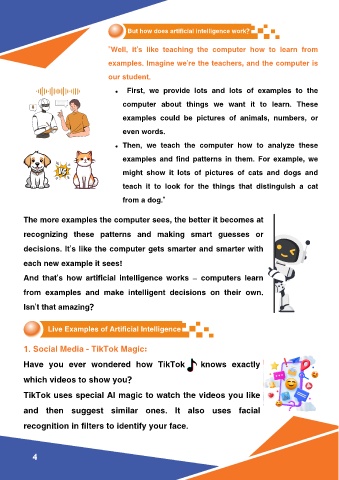 But how does artificial intelligence work?
"Well, it's like teaching the computer how to learn from
examples. Imagine we're the teachers, and the computer is
our student.
• First, we provide lots and lots of examples to the
computer about things we want it to learn. These
examples could be pictures of animals, numbers, or
even words.
• Then, we teach the computer how to analyze these
examples and find patterns in them. For example, we
might show it lots of pictures of cats and dogs and
teach it to look for the things that distinguish a cat
from a dog."
VS
The more examples the computer sees, the better it becomes at
recognizing these patterns and making smart guesses or
decisions. It's like the computer gets smarter and smarter with
each new example it sees!
And that's how artificial intelligence works – computers learn
from examples and make intelligent decisions on their own.
Isn't that amazing?
Live Examples of Artificial Intelligence
1. Social Media - TikTok Magic:
Have you ever wondered how TikTok knows exactly
which videos to show you?
TikTok uses special AI magic to watch the videos you like
and then suggest similar ones. It also uses facial
recognition in filters to identify your face.
4